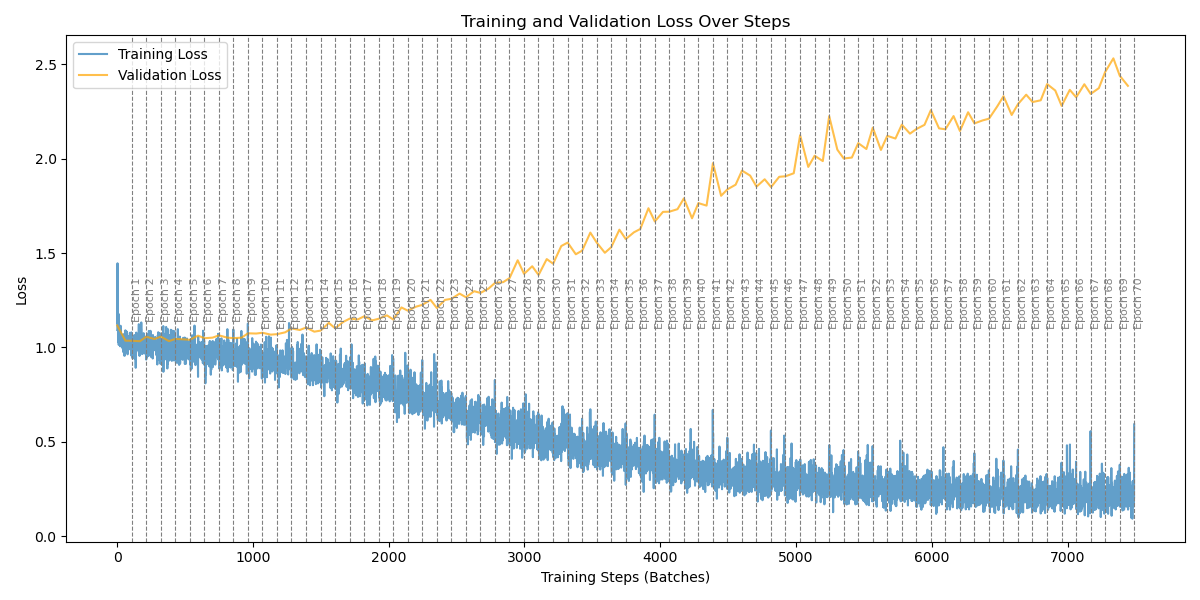 Training and Validation Loss Over Steps
Training Loss
Validation Loss
2.5
2.0
1.5
1.0
0.5
0.0
Loss
Epoch 1
Epoch 2
Epoch 3
Epoch 4
Epoch 5
Epoch 6
Epoch 7
Epoch 8
Epoch 9
Epoch 10
Epoch 11
Epoch 12
Epoch 13
Epoch 14
Epoch 15
Epoch 16
Epoch 17
Epoch 18
Epoch 19
Epoch 20
Epoch 21
Epoch 22
Epoch 23
Epoch 24
Epoch 25
Epoch 26
Epoch 27
Epoch 28
Epoch 29
Epoch 30
Epoch 31
Epoch 32
Epoch 33
Epoch 34
Epoch 35
Epoch 36
Epoch 37
Epoch 38
Epoch 39
Epoch 40
Epoch 41
Epoch 42
Epoch 43
Epoch 44
Epoch 45
Epoch 46
Epoch 47
Epoch 48
Epoch 49
Epoch 50
Epoch 51
Epoch 52
Epoch 53
Epoch 54
Epoch 55
Epoch 56
Epoch 57
Epoch 58
Epoch 59
Epoch 60
Epoch 61
Epoch 62
Epoch 63
Epoch 64
Epoch 65
Epoch 66
Epoch 67
Epoch 68
Epoch 69
Epoch 70
0
1000
2000
3000
4000
5000
6000
7000
Training Steps (Batches)